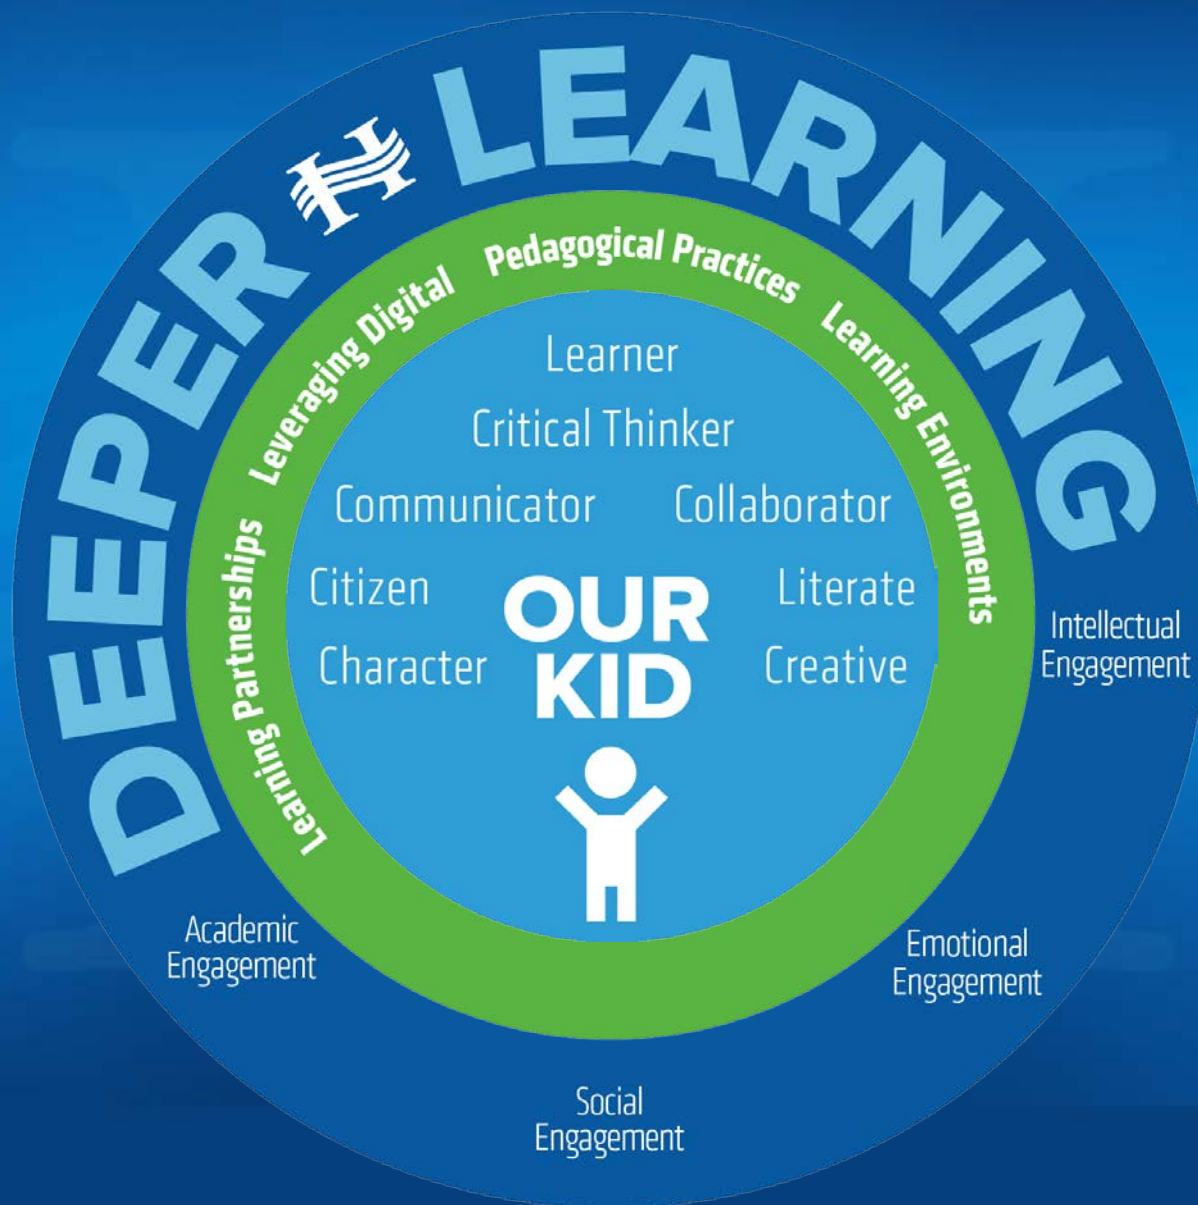 DEEPER H LEARNING
Learning Partnerships Leveraging Digital Pedagogical Practices Learning Environments
Learner
Critical Thinker
Communicator Collaborator
Citizen Literate
Character Creative
OUR
KID
Intellectual
Engagement
Academic
Engagement
Emotional
Engagement
Social
Engagement